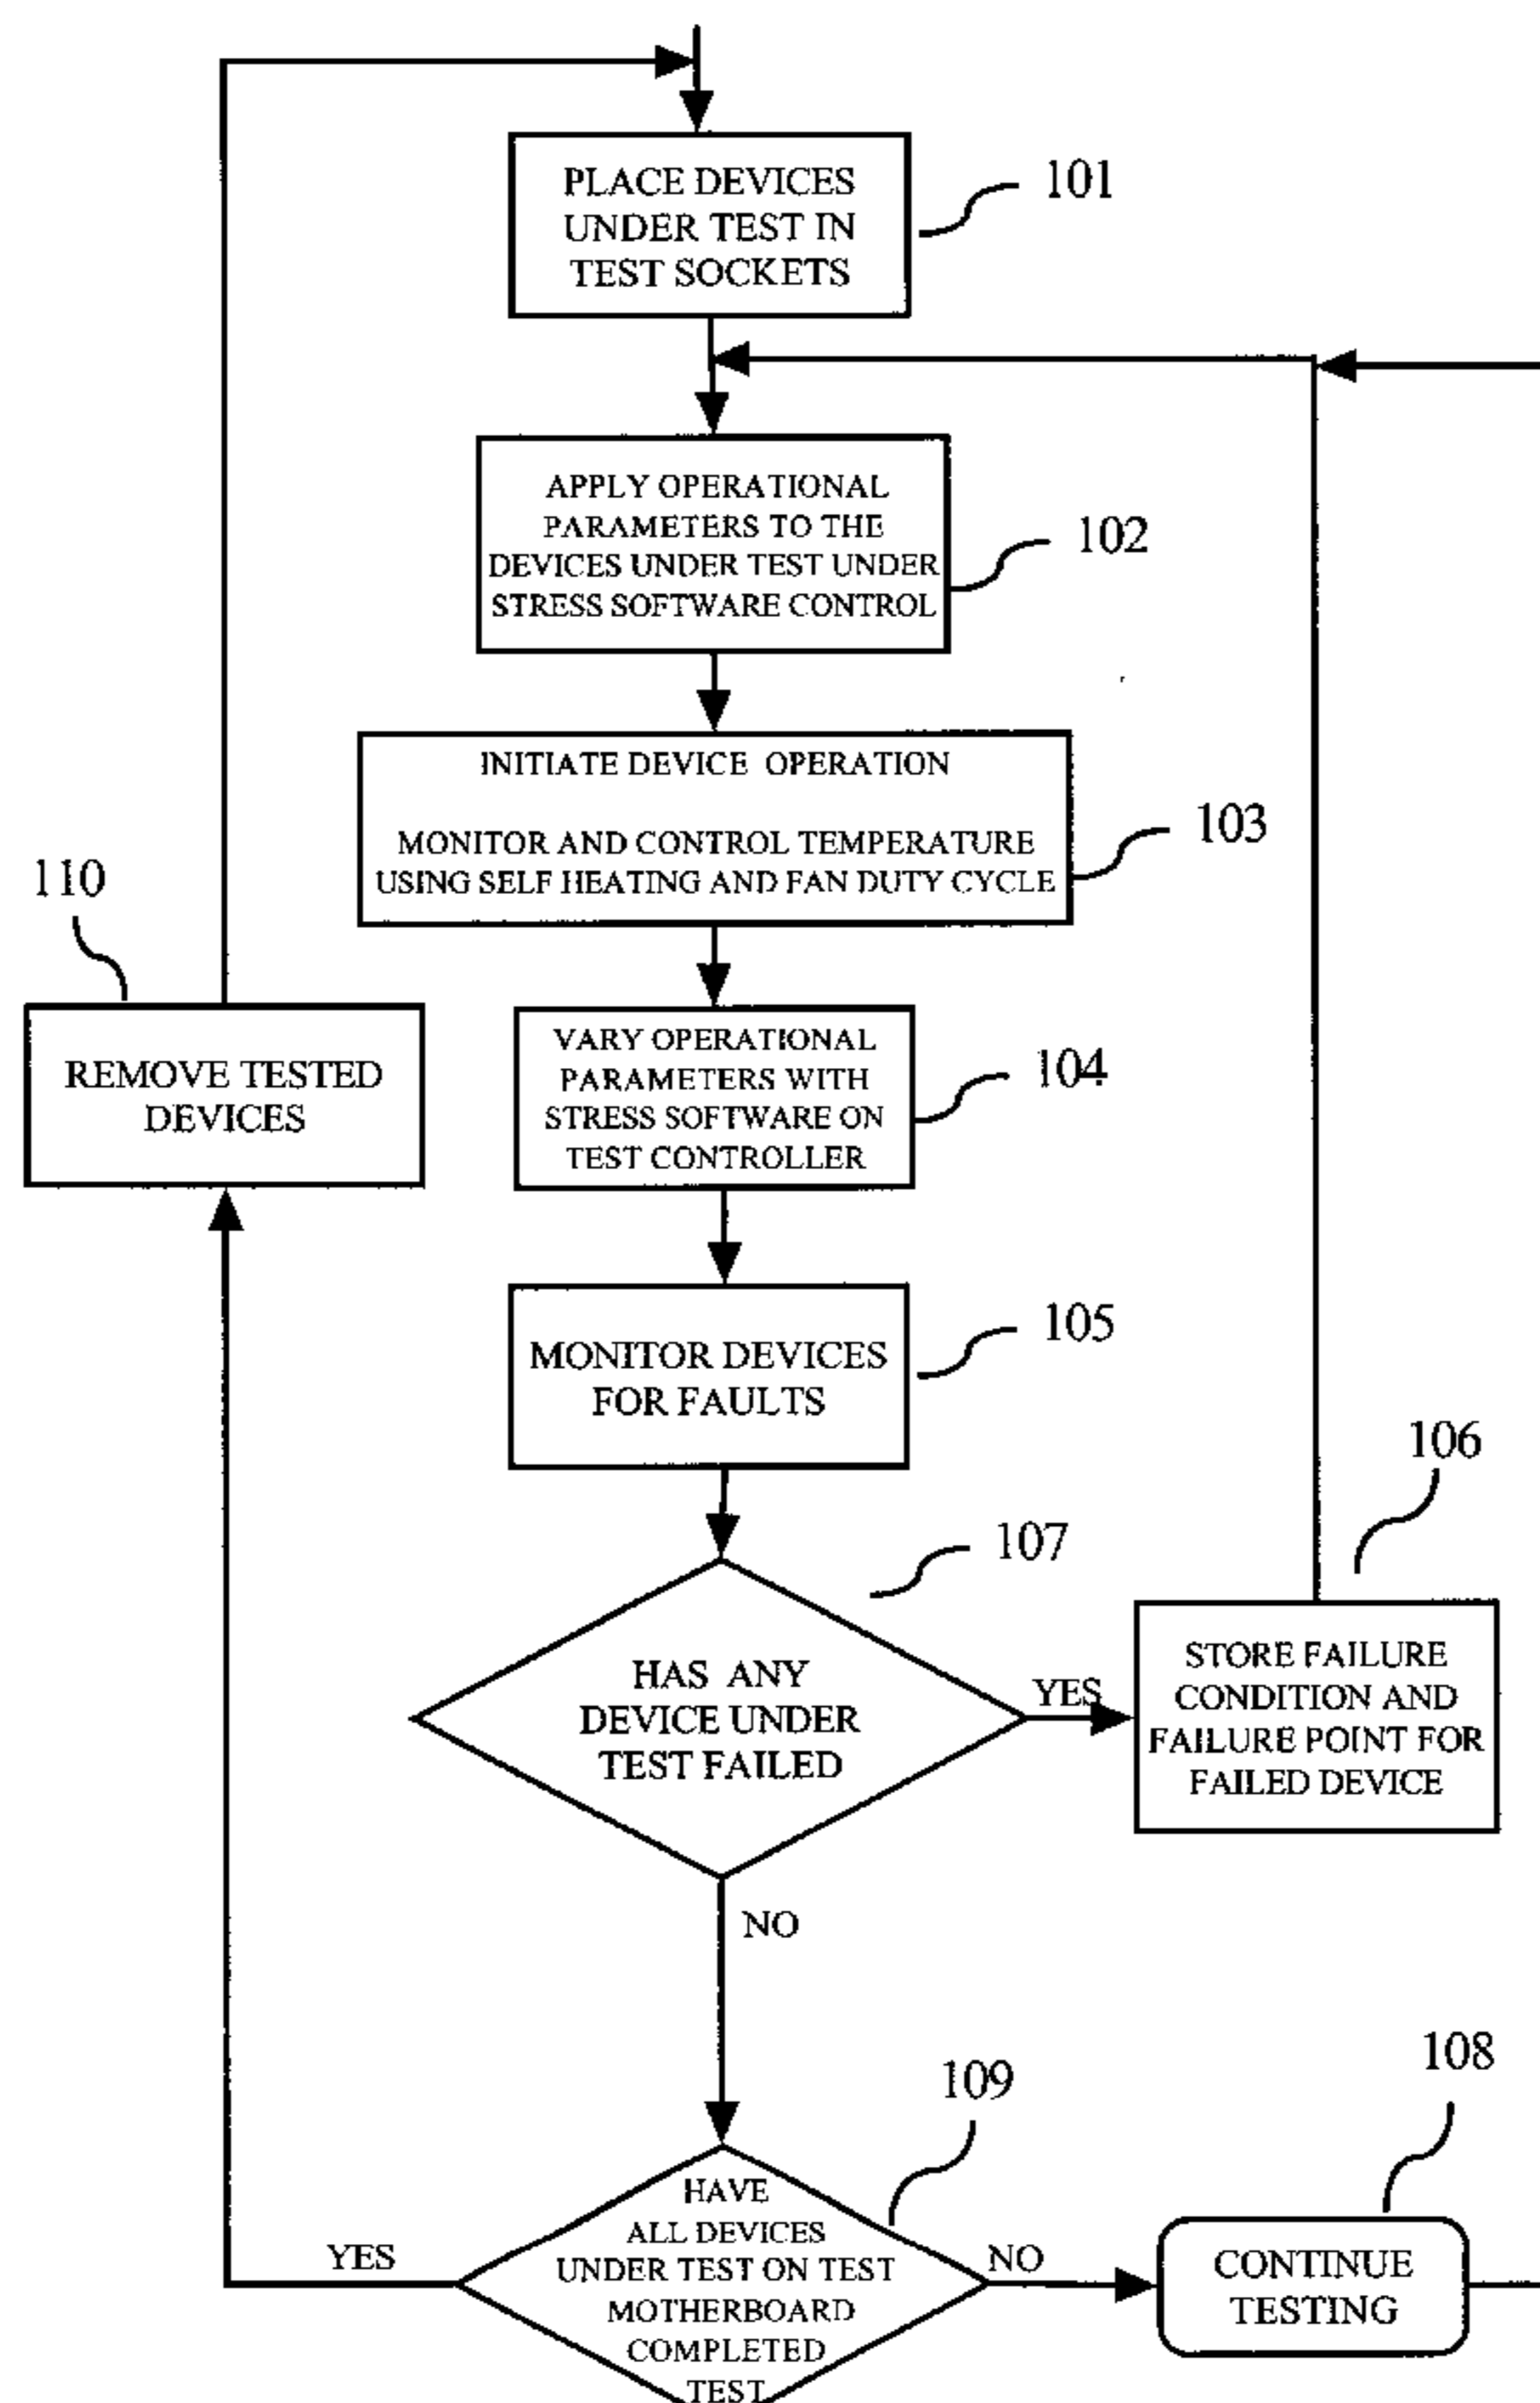 PLACE DEVICES
UNDER TEST IN
TEST SOCKETS
101
APPLY OPERATIONAL
PARAMETERS TO THE
DEVICES UNDER TEST UNDER
STRESS SOFTWARE CONTROL
102
INITIATE DEVICE OPERATION
MONITOR AND CONTROL TEMPERATURE
USING SELF HEATING AND FAN DUTY CYCLE
103
110
REMOVE TESTED
DEVICES
VARY OPERATIONAL
PARAMETERS WITH
STRESS SOFTWARE ON
TEST CONTROLLER
104
MONITOR DEVICES
FOR FAULTS
105
106
107
HAS ANY
DEVICE UNDER
TEST FAILED
YES
STORE FAILURE
CONDITION AND
FAILURE POINT FOR
FAILED DEVICE
NO
109
108
HAVE
ALL DEVICES
UNDER TEST ON TEST
MOTHERBOARD
COMPLETED
TEST
YES
NO
CONTINUE
TESTING